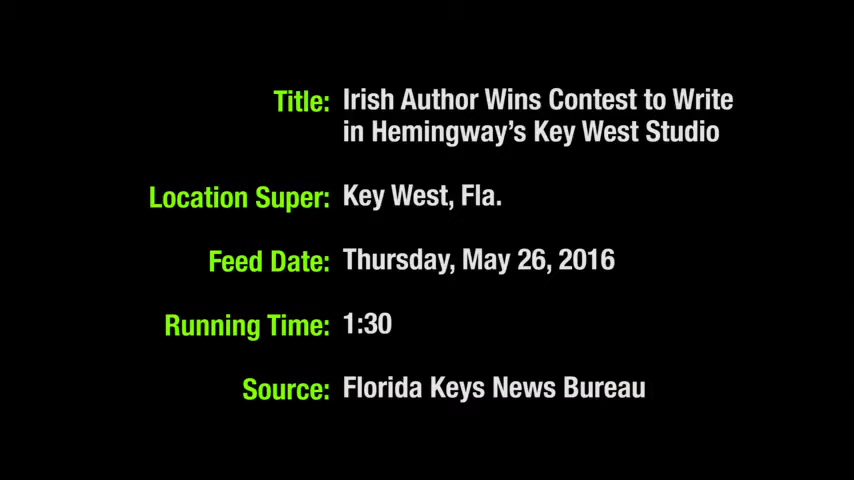 Title: Irish Author Wins Contest to Write
in Hemingway's Key West Studio
Location Super: Key West, Fla.
Feed Date: Thursday, May 26, 2016
Running Time: 1:30
Source: Florida Keys News Bureau